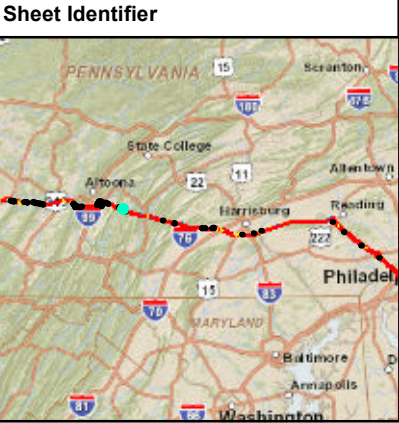 Sheet Identifier
PENNSYLVANIA
15
Scranton
180
476
State College
Allentown
11
22
Altoona
Reading
Harrisburg
99
76
222
Philadel
15
83
70
MARYLAND
Baltimore
D
Annapolis
81
66
Washington